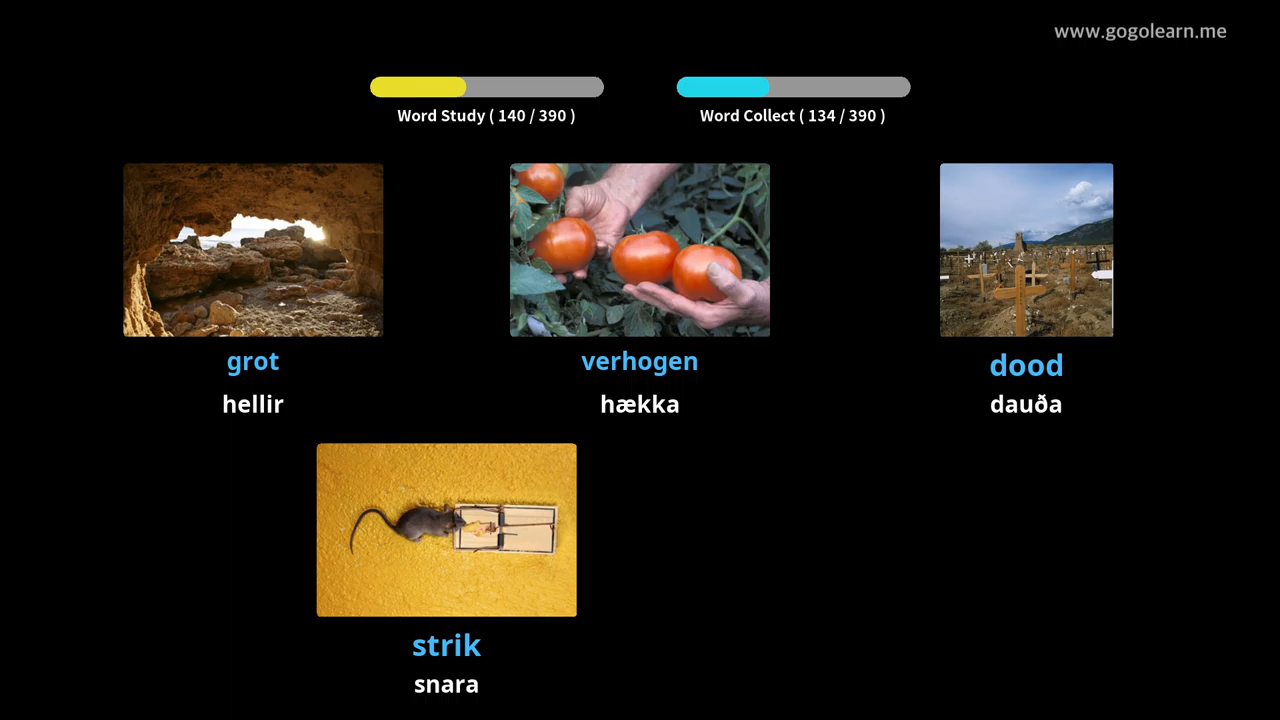 www.gogolearn.me
Word Study ( 140 / 390 )
Word Collect ( 134 / 390 )
grot
verhogen
dood
hellir
hækka
dauða
strik
snara